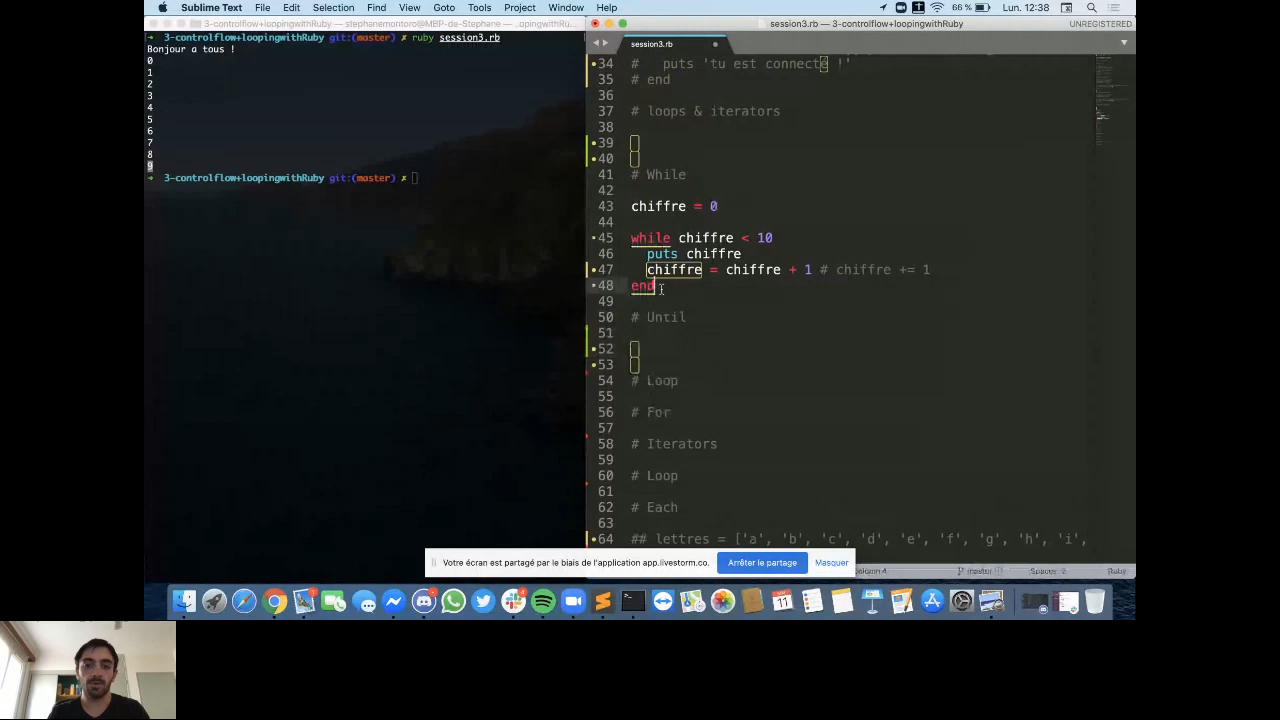 Sublime Text File Edit Selection Find View Goto Tools Project Window Help 66 % Lun. 12:38
3-controlflow+loopingwithRuby — stephanemontoro@MBP-de-Stephane — ..opingwithRuby
➜ 3-controlflow+loopingwithRuby git:(master) ✗ ruby session3.rb
Bonjour a tous !
0
1
2
3
4
5
6
7
8
9
➜ 3-controlflow+loopingwithRuby git:(master) ✗
session3.rb — 3-controlflow+loopingwithRuby UNREGISTERED
session3.rb
34 #   puts 'tu est connecté !'
35 # end
36
37 # loops & iterators
38
39
40
41 # While
42
43 chiffre = 0
44
45 while chiffre < 10
46   puts chiffre
47   chiffre = chiffre + 1 # chiffre += 1
48 end
49
50 # Until
51
52
53
54 # Loop
55
56 # For
57
58 # Iterators
59
60 # Loop
61
62 # Each
63
64 ## lettres = ['a', 'b', 'c', 'd', 'e', 'f', 'g', 'h', 'i',
Votre écran est partagé par le biais de l'application app.livestorm.co. Arrêter le partage Masquer
master Spaces: 2 Ruby